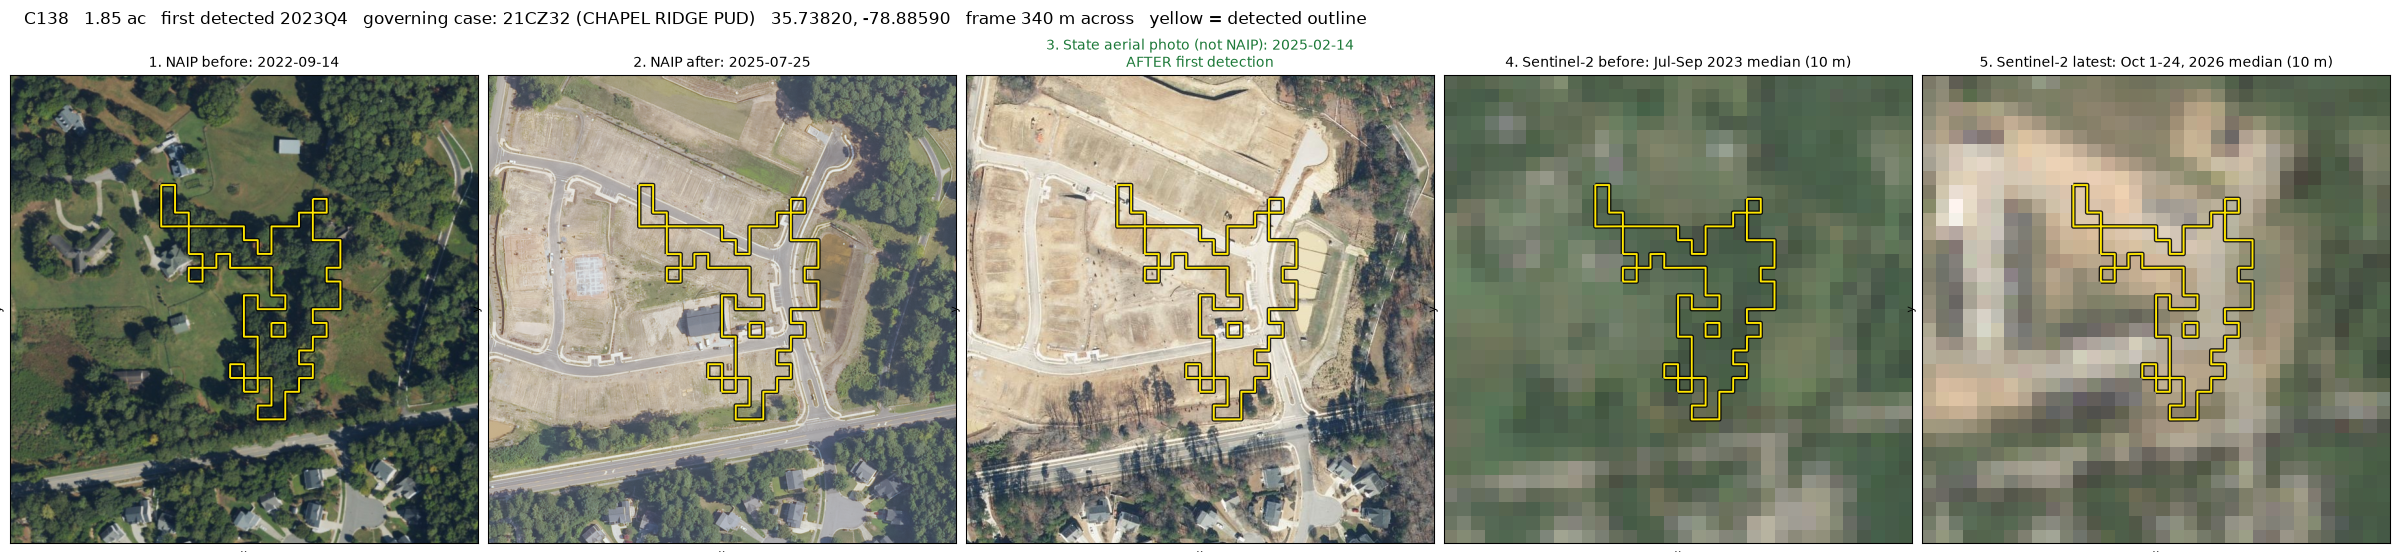 C138   1.85 ac   first detected 2023Q4   governing case: 21CZ32 (CHAPEL RIDGE PUD)   35.73820, -78.88590   frame 340 m across   yellow = detected outline
1. NAIP before: 2022-09-14
2. NAIP after: 2025-07-25
3. State aerial photo (not NAIP): 2025-02-14
AFTER first detection
4. Sentinel-2 before: Jul-Sep 2023 median (10 m)
5. Sentinel-2 latest: Oct 1-24, 2026 median (10 m)